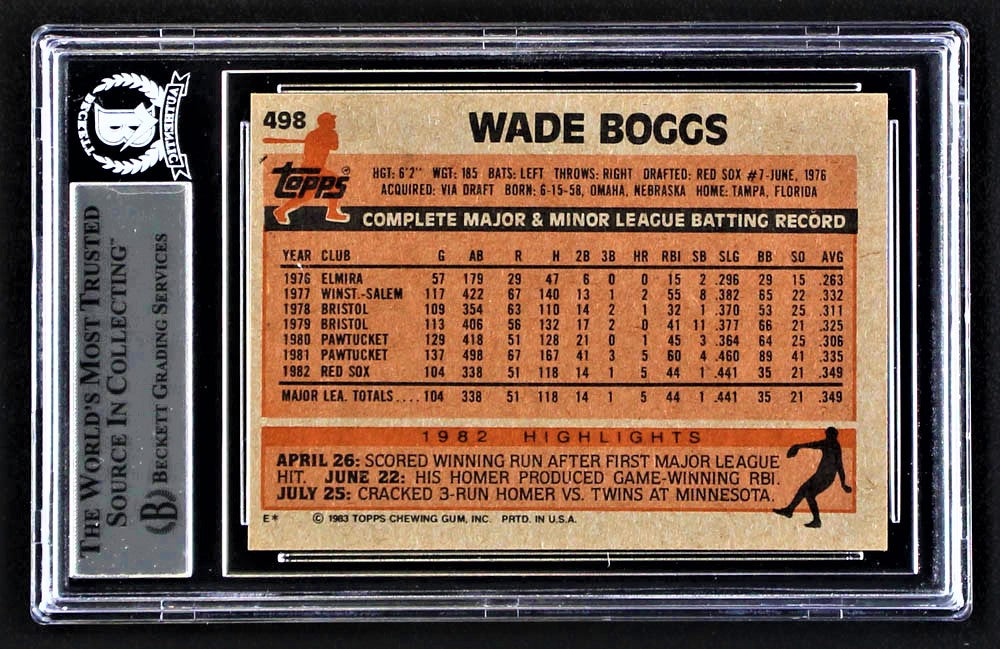 BECKETT
B
AUTHENTIC
THE WORLD'S MOST TRUSTED
SOURCE IN COLLECTING™
B BECKETT GRADING SERVICES
498 WADE BOGGS
Topps®
HGT: 6'2" WGT: 185 BATS: LEFT THROWS: RIGHT DRAFTED: RED SOX #7-JUNE, 1976
ACQUIRED: VIA DRAFT BORN: 6-15-58, OMAHA, NEBRASKA HOME: TAMPA, FLORIDA
COMPLETE MAJOR & MINOR LEAGUE BATTING RECORD
YEAR CLUB G AB R H 2B 3B HR RBI SB SLG BB SO AVG
1976 ELMIRA 57 179 29 47 6 0 0 15 2 .296 29 15 .263
1977 WINST.-SALEM 117 422 67 140 13 1 2 55 8 .382 65 22 .332
1978 BRISTOL 109 354 63 110 14 2 1 32 1 .370 53 25 .311
1979 BRISTOL 113 406 56 132 17 2 0 41 11 .377 66 21 .325
1980 PAWTUCKET 129 418 51 128 21 0 1 45 3 .364 64 25 .306
1981 PAWTUCKET 137 498 67 167 41 3 5 60 4 .460 89 41 .335
1982 RED SOX 104 338 51 118 14 1 5 44 1 .441 35 21 .349
MAJOR LEA. TOTALS.... 104 338 51 118 14 1 5 44 1 .441 35 21 .349
1982 HIGHLIGHTS
APRIL 26: SCORED WINNING RUN AFTER FIRST MAJOR LEAGUE
HIT. JUNE 22: HIS HOMER PRODUCED GAME-WINNING RBI.
JULY 25: CRACKED 3-RUN HOMER VS. TWINS AT MINNESOTA.
E* © 1983 TOPPS CHEWING GUM, INC. PRTD. IN U.S.A.